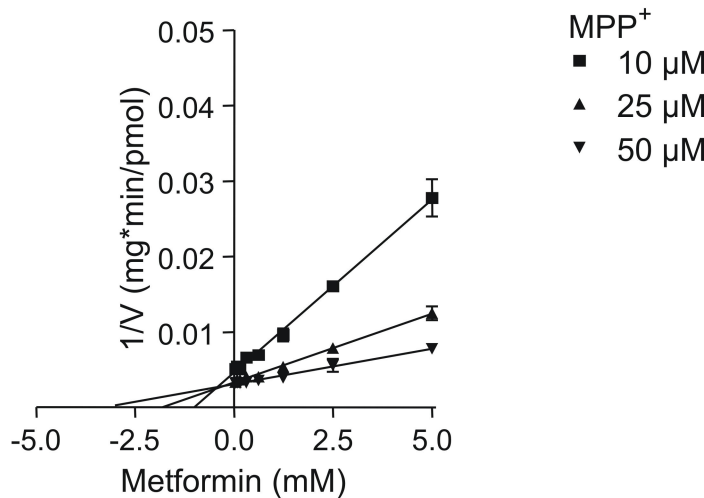 MPP+
10 µM
25 µM
50 µM
1/V (mg*min/pmol)
0.05
0.04
0.03
0.02
0.01
-5.0 -2.5 0.0 2.5 5.0
Metformin (mM)